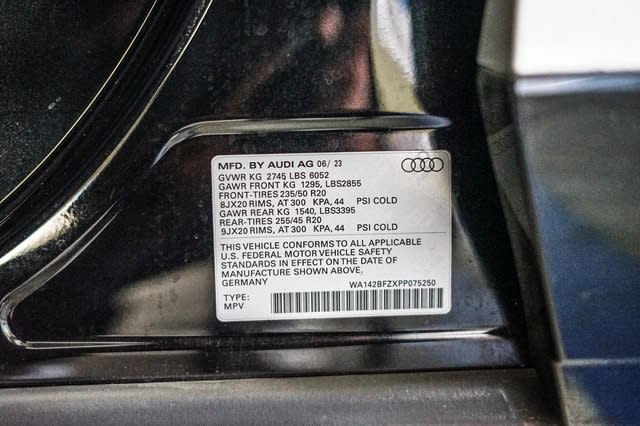 MFD. BY AUDI AG 06/ 23
GVWR KG 2745 LBS 6052
GAWR FRONT KG 1295, LBS2855
FRONT-TIRES 235/50 R20
8JX20 RIMS, AT 300 KPA, 44 PSI COLD
GAWR REAR KG 1540, LBS3395
REAR-TIRES 255/45 R20
9JX20 RIMS, AT 300 KPA, 44 PSI COLD
THIS VEHICLE CONFORMS TO ALL APPLICABLE
U.S. FEDERAL MOTOR VEHICLE SAFETY
STANDARDS IN EFFECT ON THE DATE OF
MANUFACTURE SHOWN ABOVE.
GERMANY WA142BFZXPP075250
TYPE:
MPV